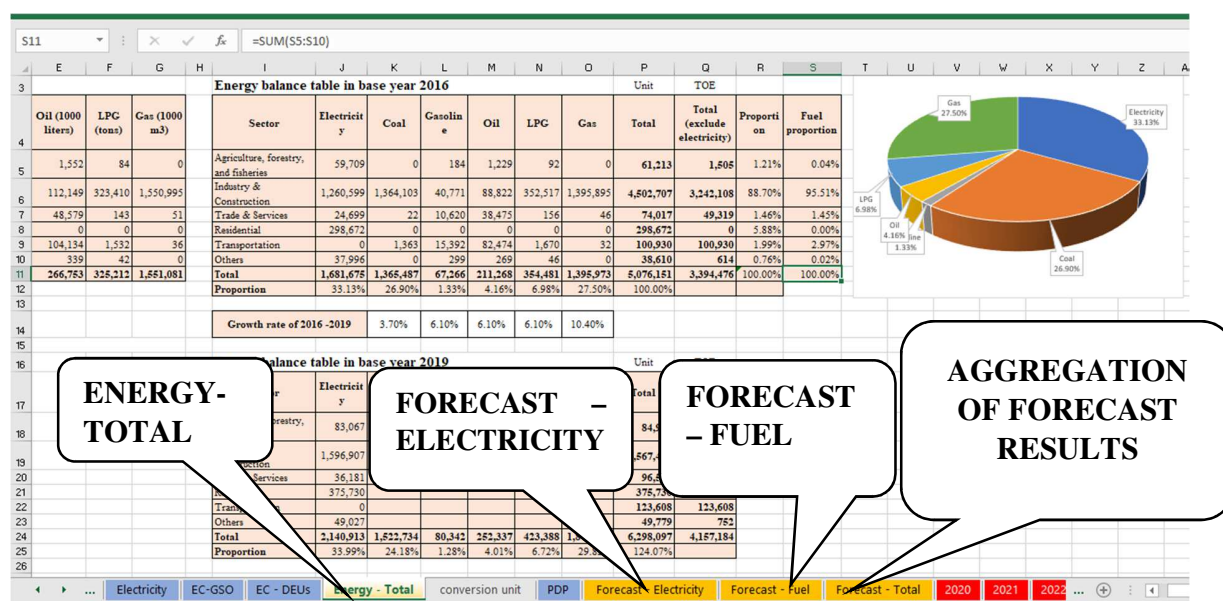 S11 fx =SUM(S5:S10)
E F G H I J K L M N O P Q R S T U V W X Y Z
3 Energy balance table in base year 2016 Unit TOE
4 Oil (1000 liters) LPG (tons) Gas (1000 m3) Sector Electricity Coal Gasoline Oil LPG Gas Total Total (exclude electricity) Proportion Fuel proportion
5 1,552 84 0 Agriculture, forestry, and fisheries 59,709 0 184 1,229 92 0 61,213 1,505 1.21% 0.04%
6 112,149 323,410 1,550,995 Industry & Construction 1,260,599 1,364,103 40,771 88,822 352,517 1,395,895 4,502,707 3,242,108 88.70% 95.51%
7 48,579 143 51 Trade & Services 24,699 22 10,620 38,475 156 46 74,017 49,319 1.46% 1.45%
8 0 0 0 Residential 298,672 0 0 0 0 0 298,672 0 5.88% 0.00%
9 104,134 1,532 36 Transportation 0 1,363 15,392 82,474 1,670 32 100,930 100,930 1.99% 2.97%
10 339 42 0 Others 37,996 0 299 269 46 0 38,610 614 0.76% 0.02%
11 266,753 325,212 1,551,081 Total 1,681,675 1,365,487 67,266 211,268 354,481 1,395,973 5,076,151 3,394,476 100.00% 100.00%
12 Proportion 33.13% 26.90% 1.33% 4.16% 6.98% 27.50% 100.00%
13
14 Growth rate of 2016 -2019 3.70% 6.10% 6.10% 6.10% 10.40%
15
16 balance table in base year 2019 Unit
17 Electricity Total
18 83,067
19 1,596,907
20 Services 36,181
21 375,730 375,730
22 0 123,608 123,608
23 Others 49,027 49,779 752
24 Total 2,140,913 1,522,734 80,342 252,337 423,388 6,298,097 4,157,184
25 Proportion 33.99% 24.18% 1.28% 4.01% 6.72% 124.07%
26
Gas
27.50%
Electricity
33.13%
LPG
6.98%
Oil
4.16%
1.33%
Coal
26.90%
ENERGY-
TOTAL
FORECAST –
ELECTRICITY
FORECAST
– FUEL
AGGREGATION
OF FORECAST
RESULTS
... Electricity EC-GSO EC - DEUs Energy - Total conversion unit PDP Forecast - Electricity Forecast - Fuel Forecast - Total 2020 2021 2022 ...